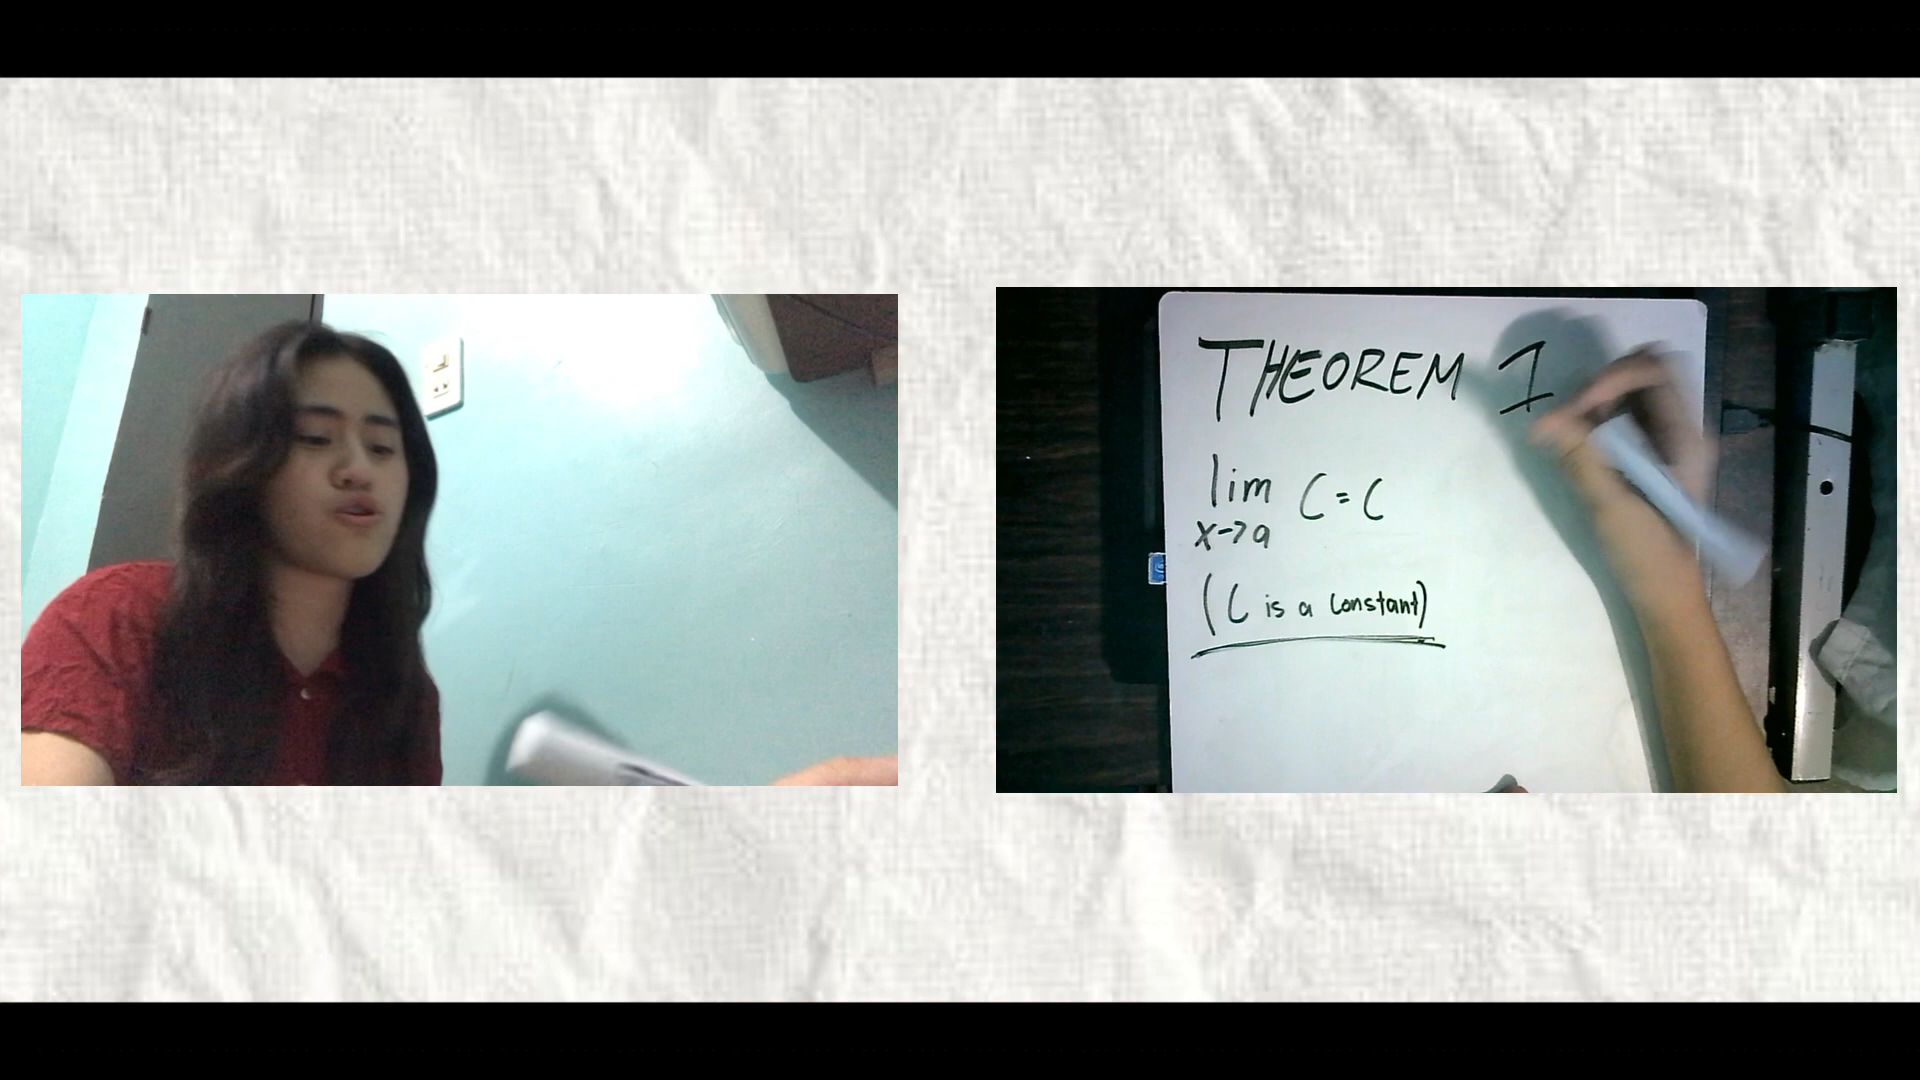 THEOREM 1
lim C = C
x→a
(C is a constant)